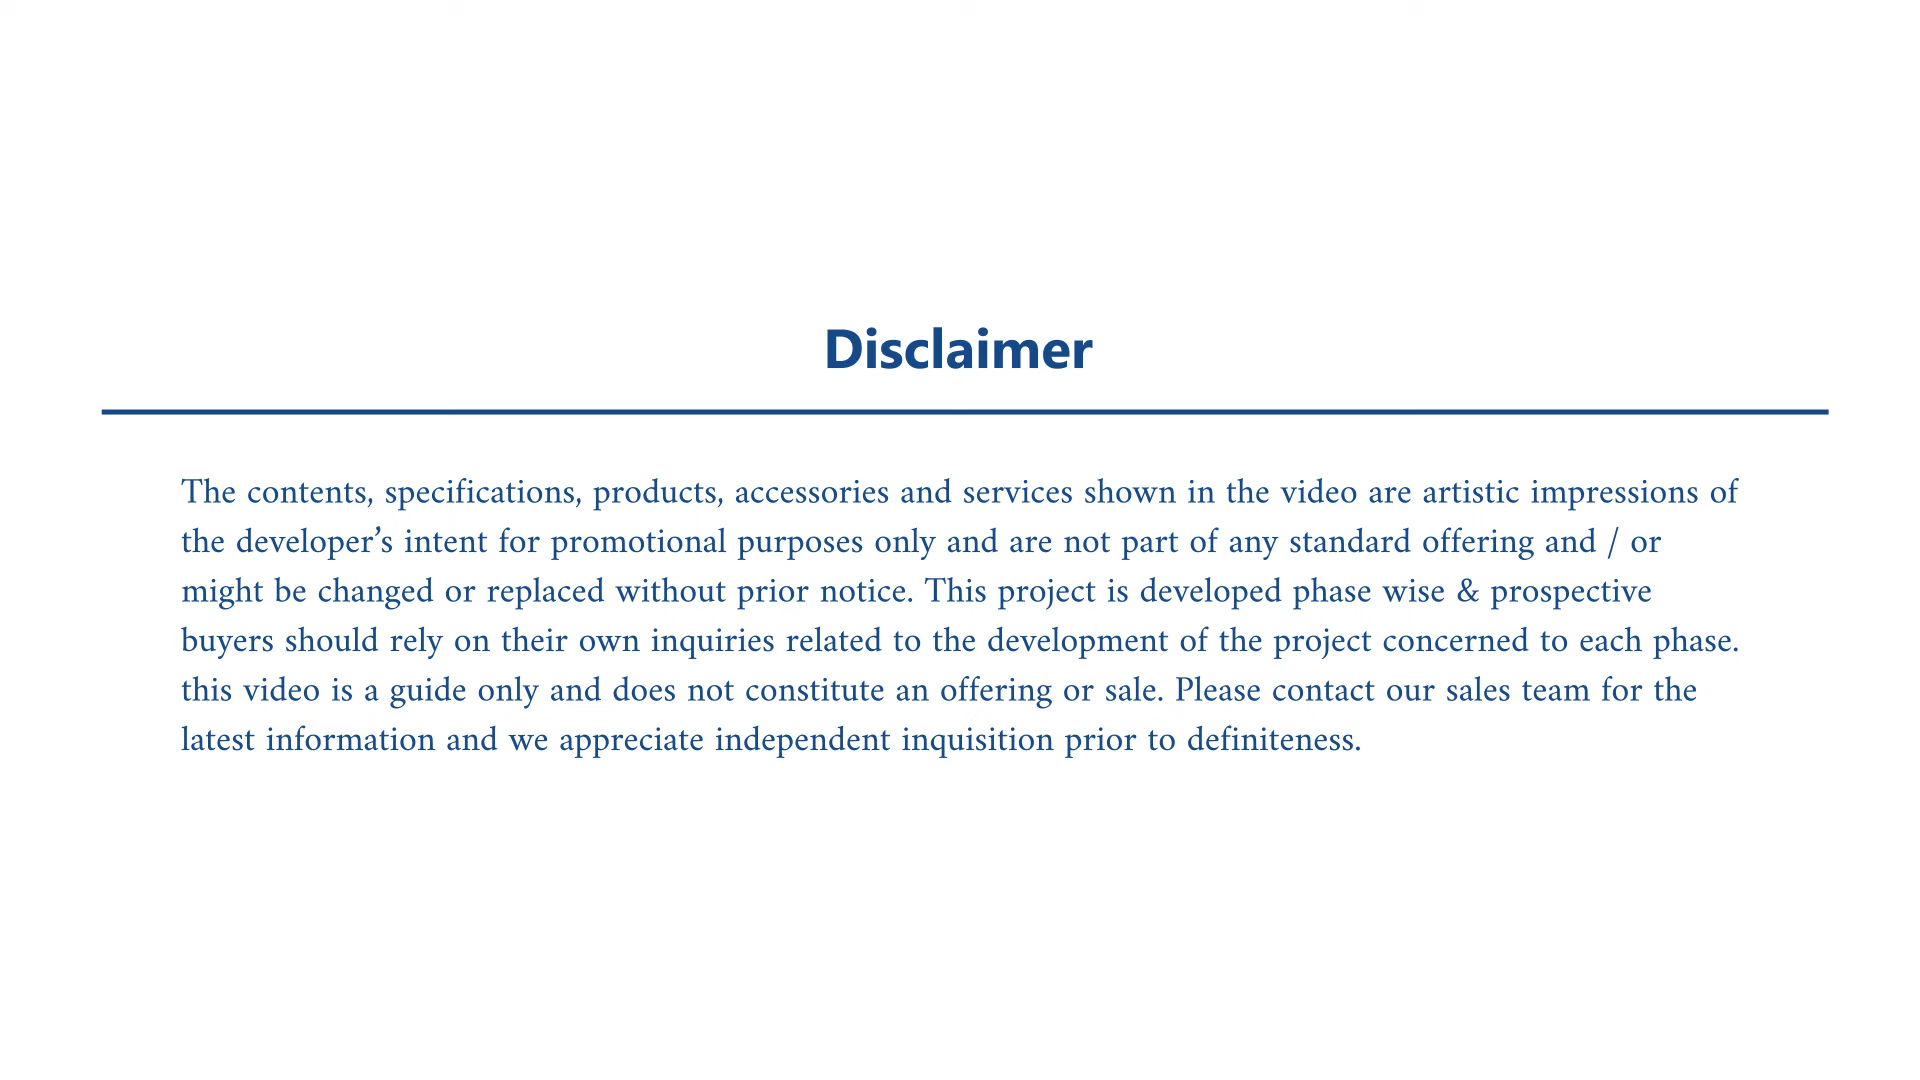 Disclaimer
The contents, specifications, products, accessories and services shown in the video are artistic impressions of
the developer’s intent for promotional purposes only and are not part of any standard offering and / or
might be changed or replaced without prior notice. This project is developed phase wise & prospective
buyers should rely on their own inquiries related to the development of the project concerned to each phase.
this video is a guide only and does not constitute an offering or sale. Please contact our sales team for the
latest information and we appreciate independent inquisition prior to definiteness.